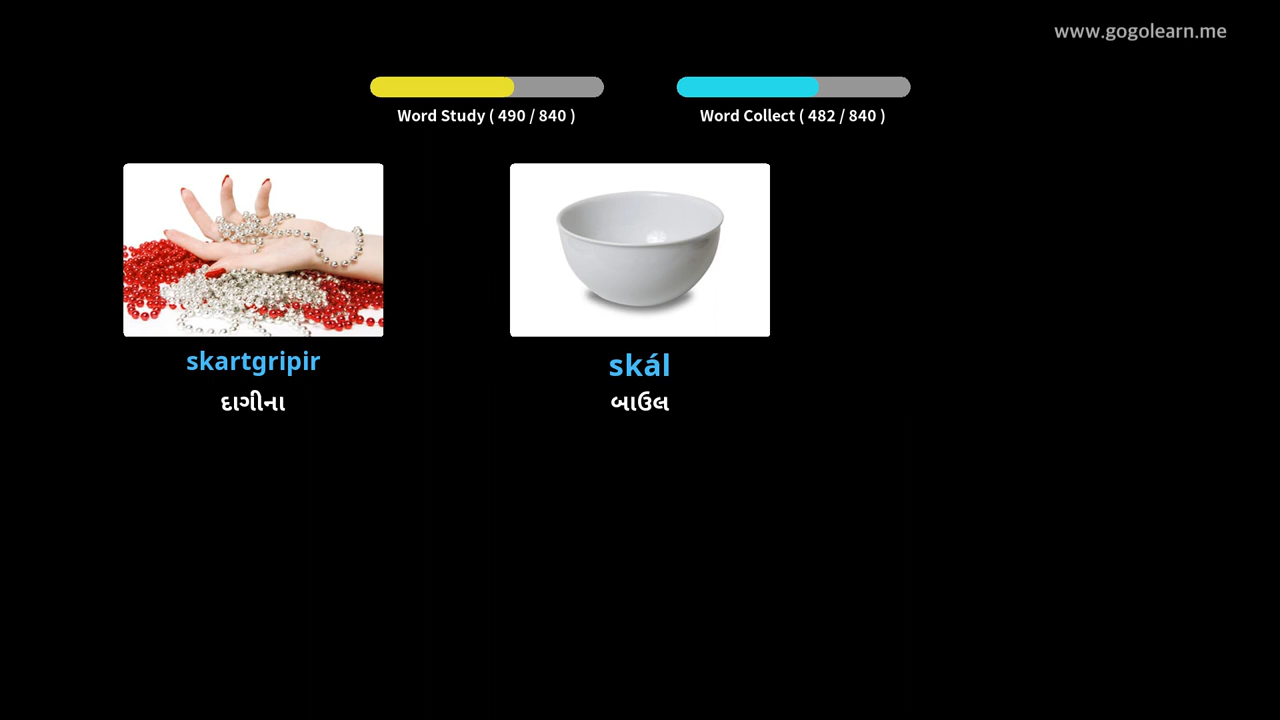 www.gogolearn.me
Word Study ( 490 / 840 )
Word Collect ( 482 / 840 )
skartgripir
skál
દાગીના
બાઉલ